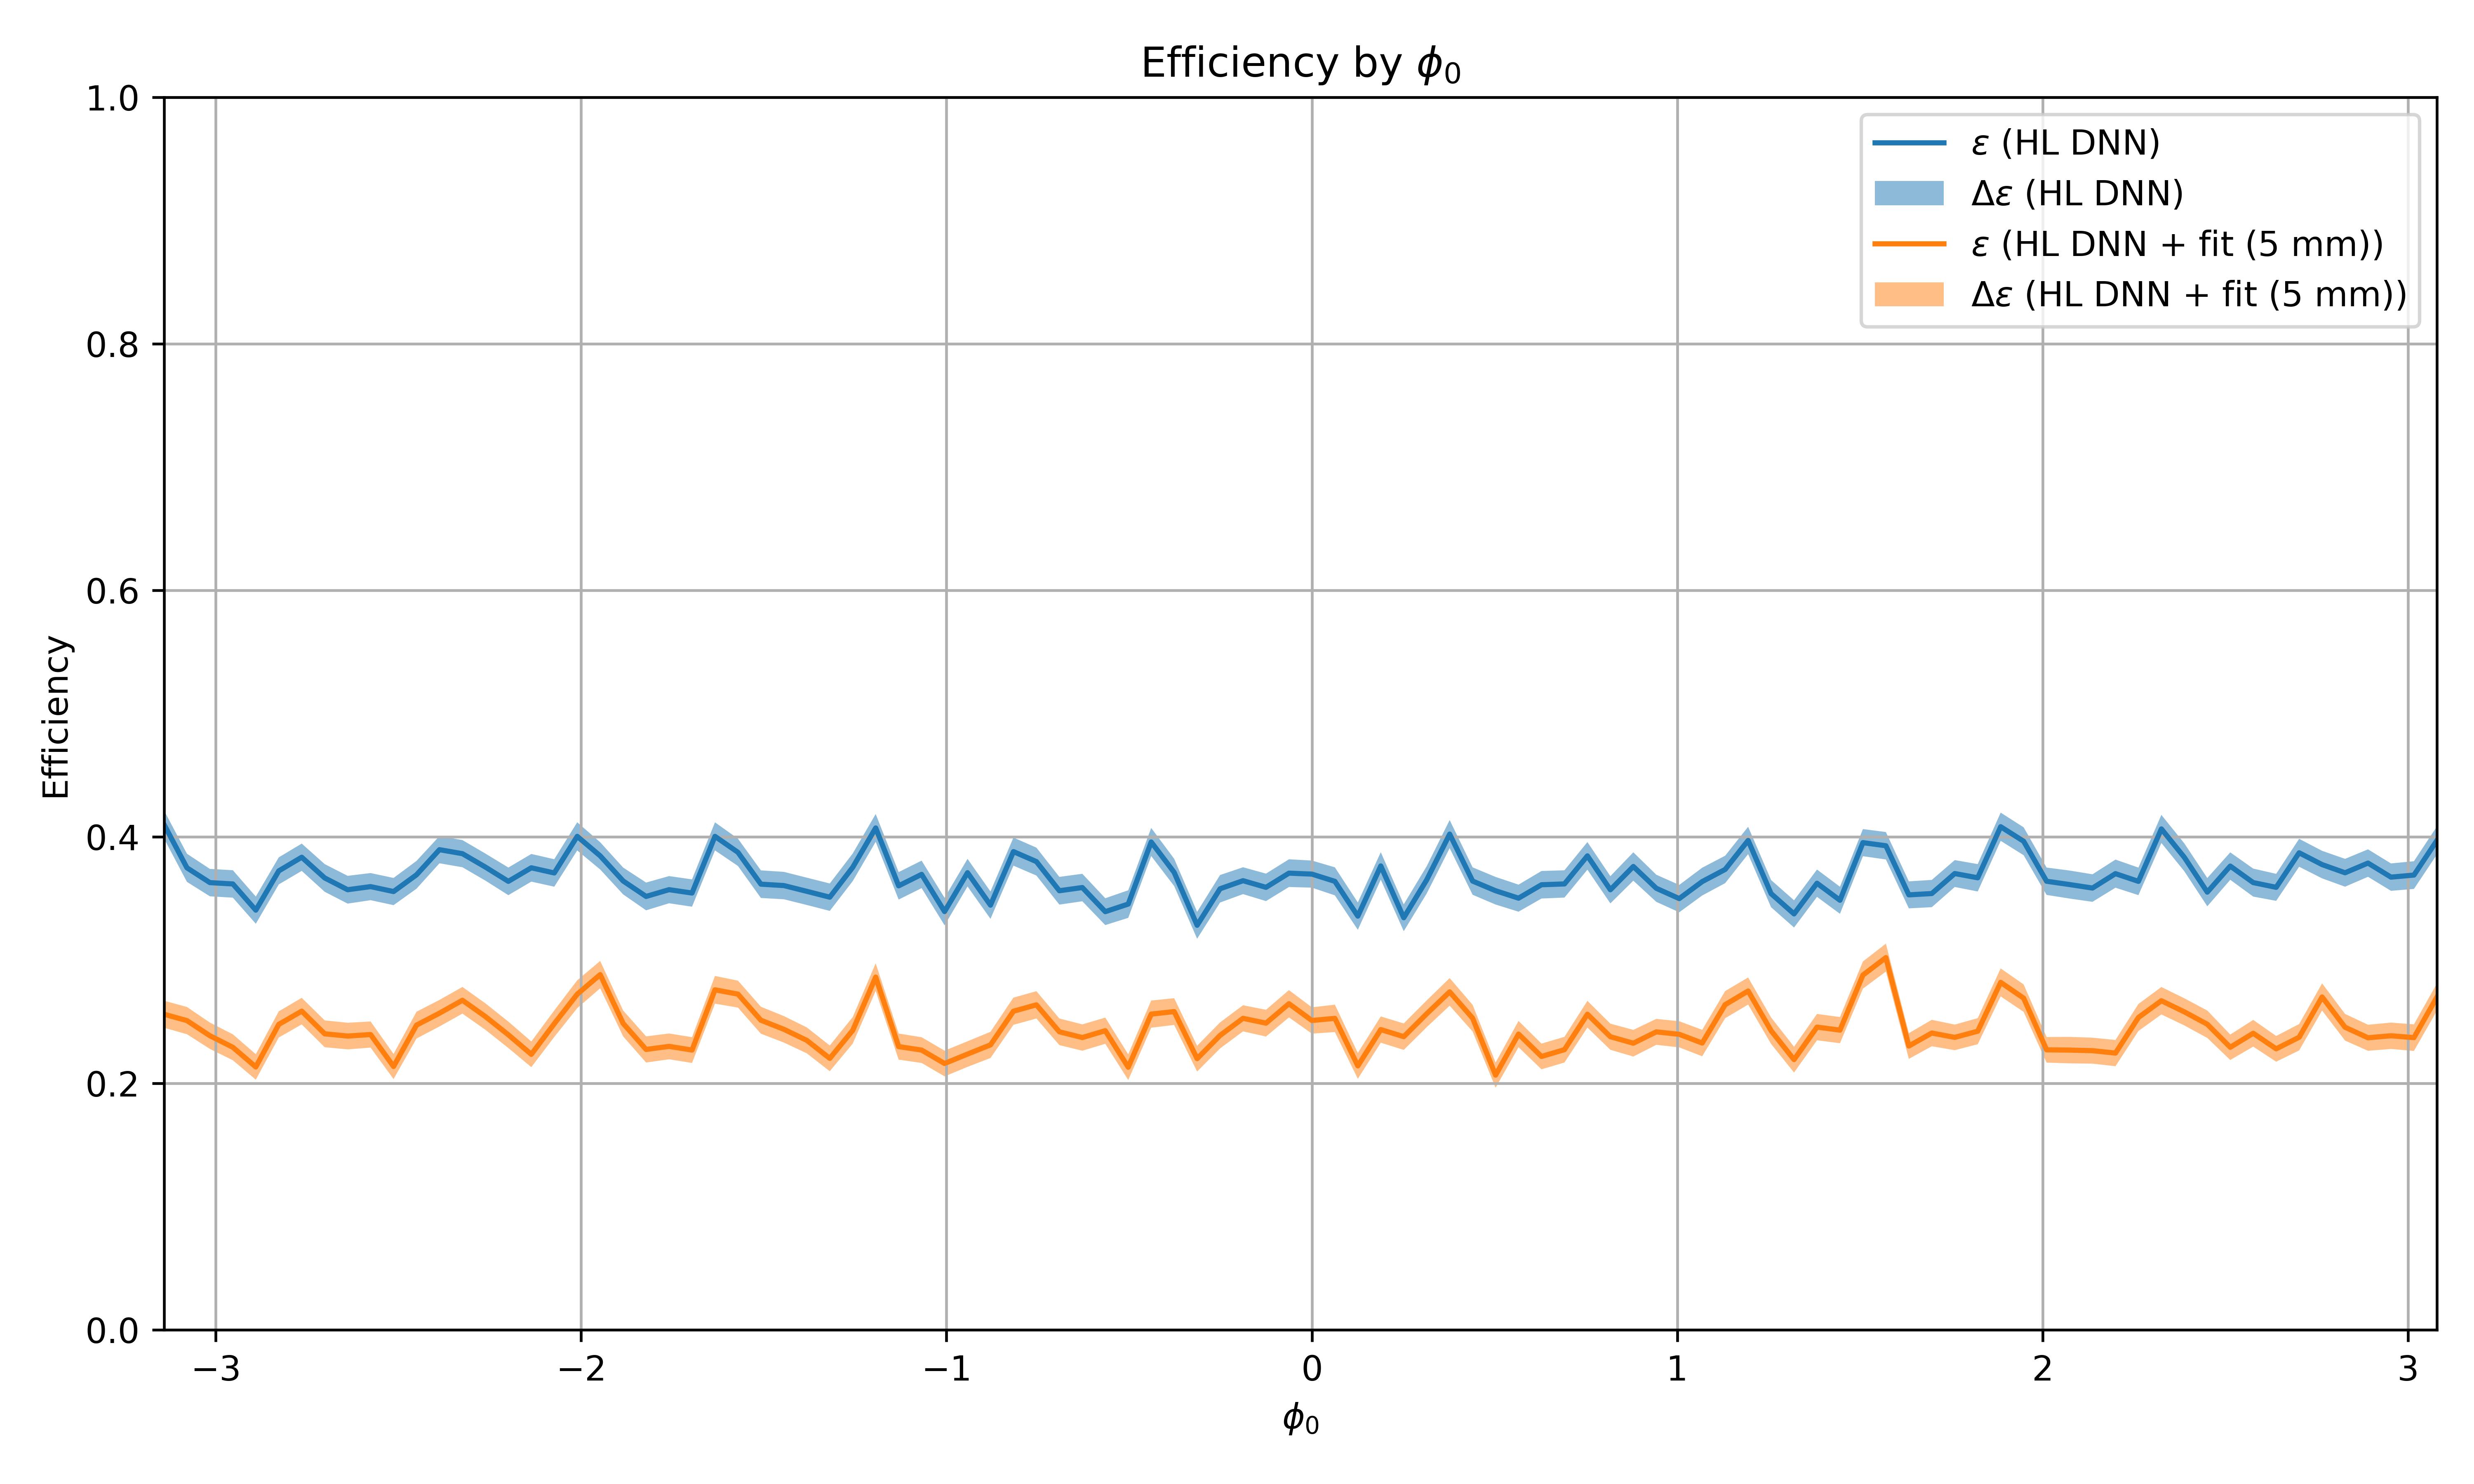 Efficiency by ϕ₀
1.0
0.8
0.6
0.4
0.2
0.0
Efficiency
ε (HL DNN)
Δε (HL DNN)
ε (HL DNN + fit (5 mm))
Δε (HL DNN + fit (5 mm))
−3 −2 −1 0 1 2 3
ϕ₀